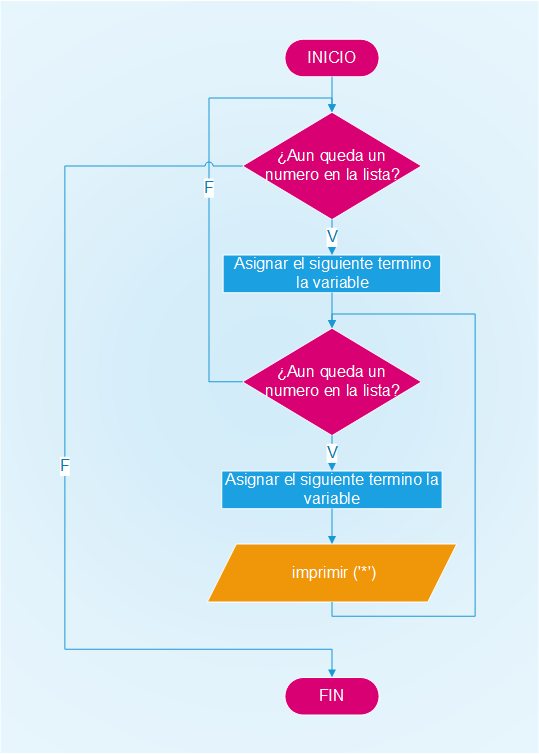 INICIO
¿Aun queda un
numero en la lista?
F
V
Asignar el siguiente termino
la variable
¿Aun queda un
numero en la lista?
V
F
Asignar el siguiente termino la
variable
imprimir ('*')
FIN